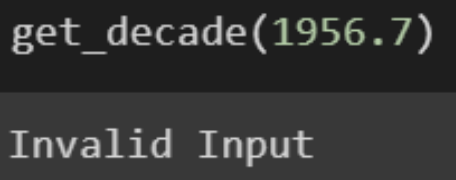 get_decade(1956.7)
Invalid Input